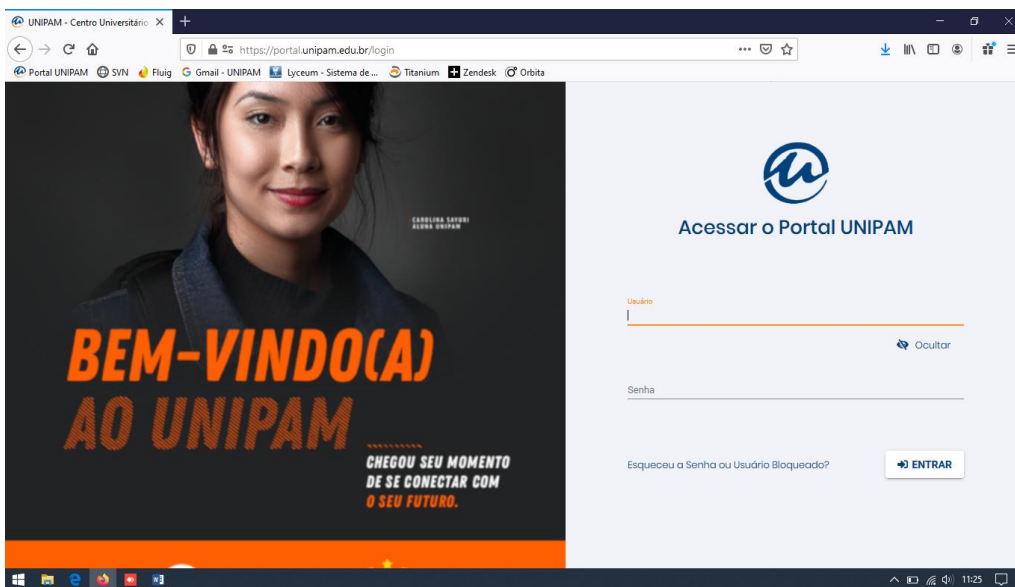 UNIPAM - Centro Universitário
https://portal.unipam.edu.br/login
Portal UNIPAM SVN Fluig Gmail - UNIPAM Lyceum - Sistema de ... Titanium Zendesk Orbita
CAROLINA SAYURI
ALUNA UNIPAM
BEM-VINDO(A)
AO UNIPAM
CHEGOU SEU MOMENTO
DE SE CONECTAR COM
O SEU FUTURO.
Acessar o Portal UNIPAM
Usuário
Ocultar
Senha
Esqueceu a Senha ou Usuário Bloqueado?
ENTRAR
11:25